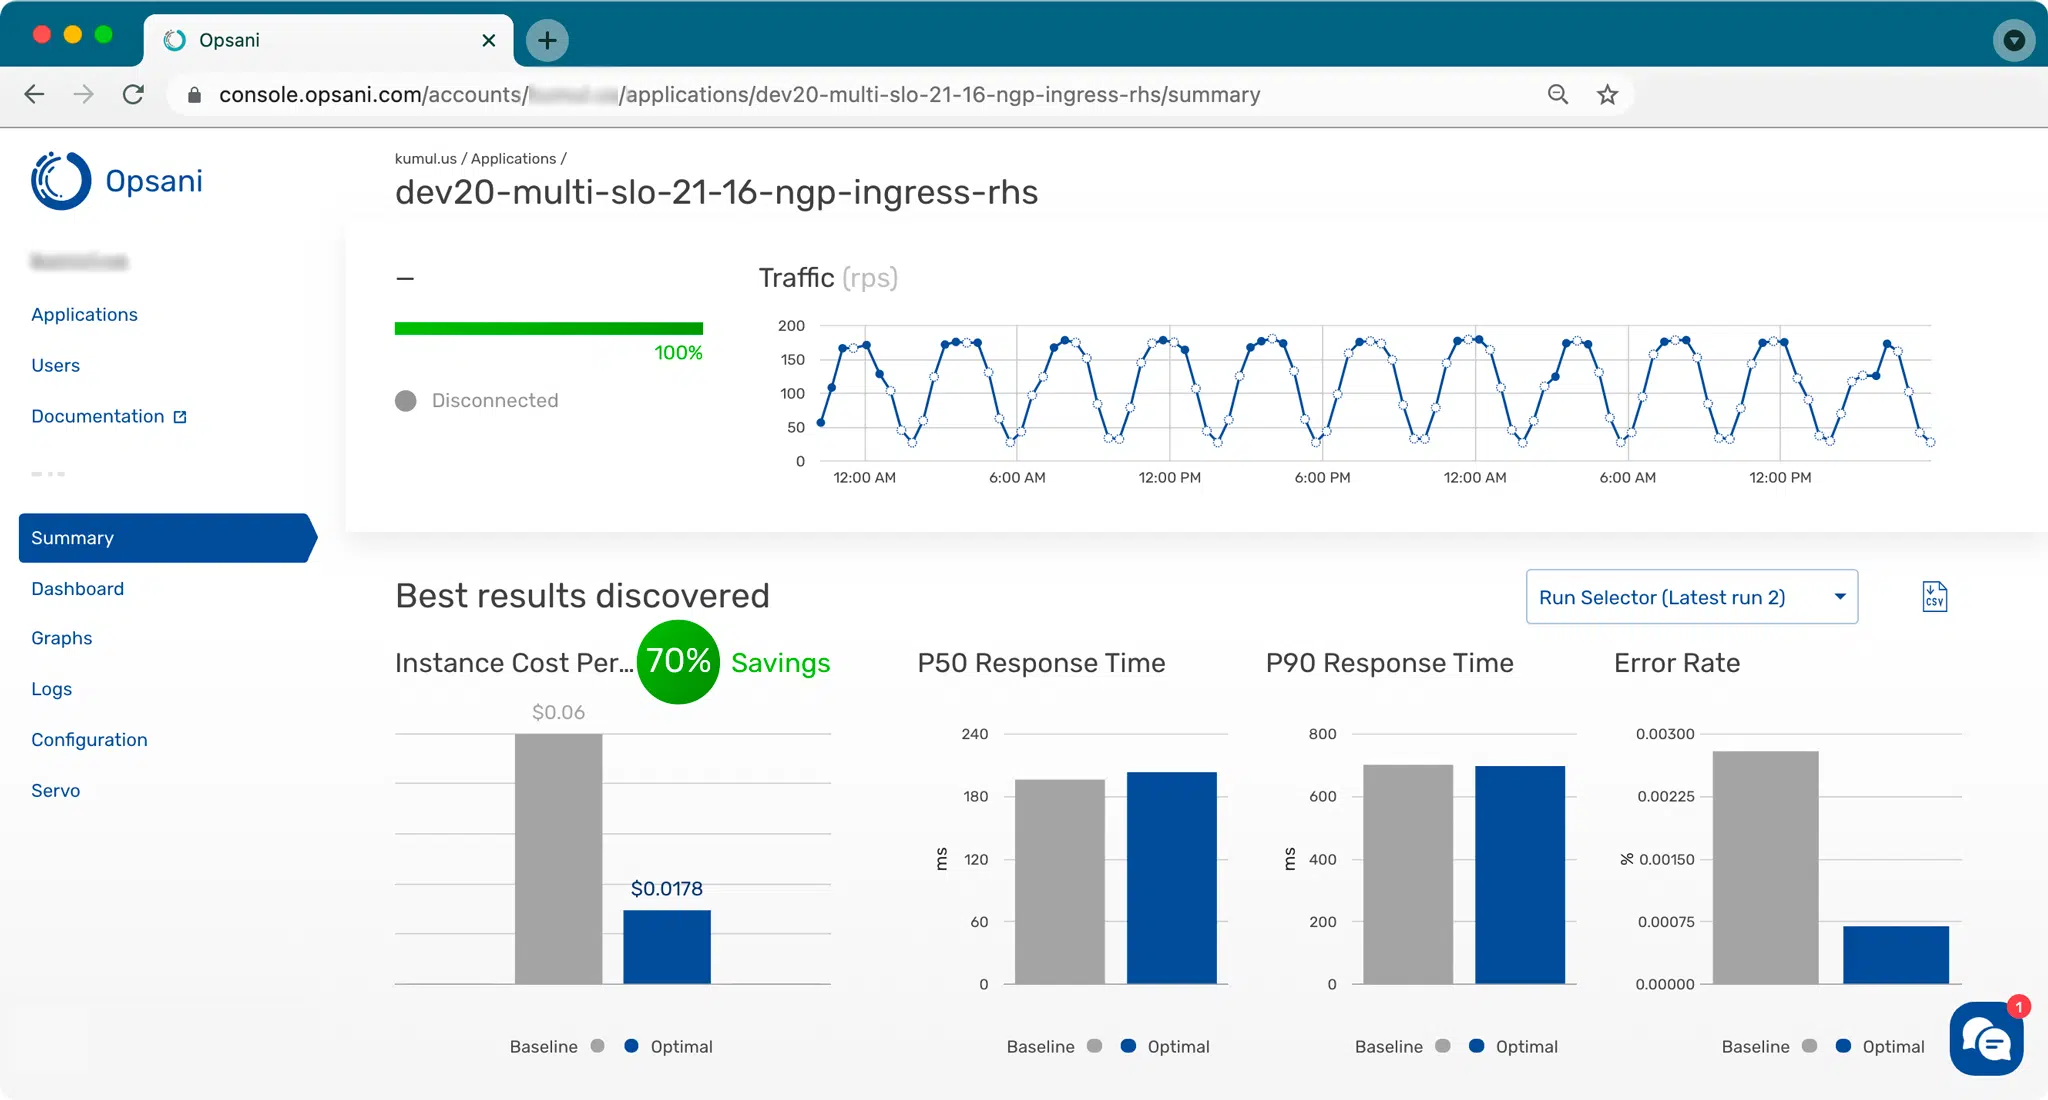 Opsani
console.opsani.com/accounts/ /applications/dev20-multi-slo-21-16-ngp-ingress-rhs/summary
Opsani
Applications
Users
Documentation
Summary
Dashboard
Graphs
Logs
Configuration
Servo
kumul.us / Applications /
dev20-multi-slo-21-16-ngp-ingress-rhs
–
100%
Disconnected
Traffic (rps)
200
150
100
50
0
12:00 AM 6:00 AM 12:00 PM 6:00 PM 12:00 AM 6:00 AM 12:00 PM
Best results discovered
Run Selector (Latest run 2)
CSV
Instance Cost Per... 70% Savings
$0.06
$0.0178
Baseline Optimal
P50 Response Time
240
180
ms 120
60
0
Baseline Optimal
P90 Response Time
800
600
ms 400
200
0
Baseline Optimal
Error Rate
0.00300
0.00225
% 0.00150
0.00075
0.00000
Baseline Optimal
1